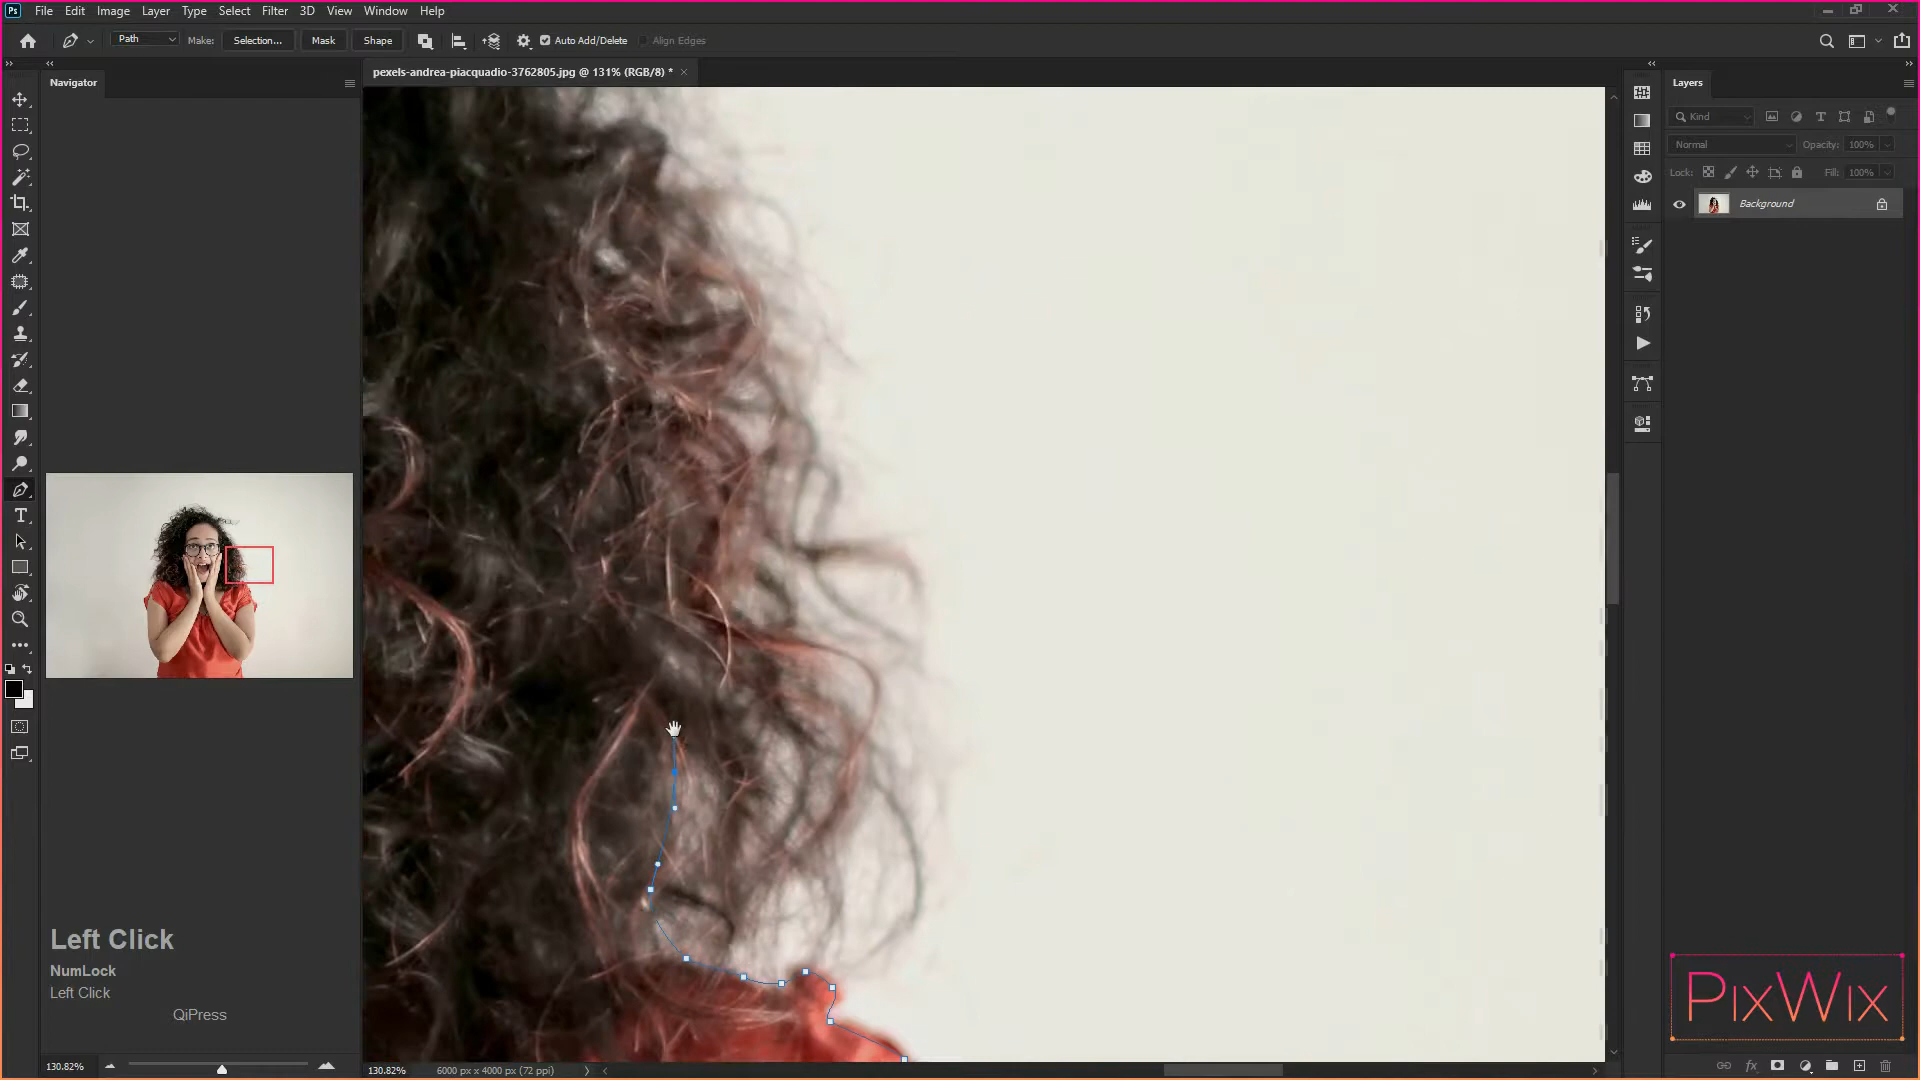 Ps File Edit Image Layer Type Select Filter 3D View Window Help
Path Make: Selection... Mask Shape Auto Add/Delete Align Edges
Navigator
pexels-andrea-piacquadio-3762805.jpg @ 131% (RGB/8) * ×
Layers
Kind
Normal Opacity: 100%
Lock: Fill: 100%
Background
Left Click
NumLock
Left Click
QiPress
PixWix
130.82%
130.82% 6000 px x 4000 px (72 ppi)
fx